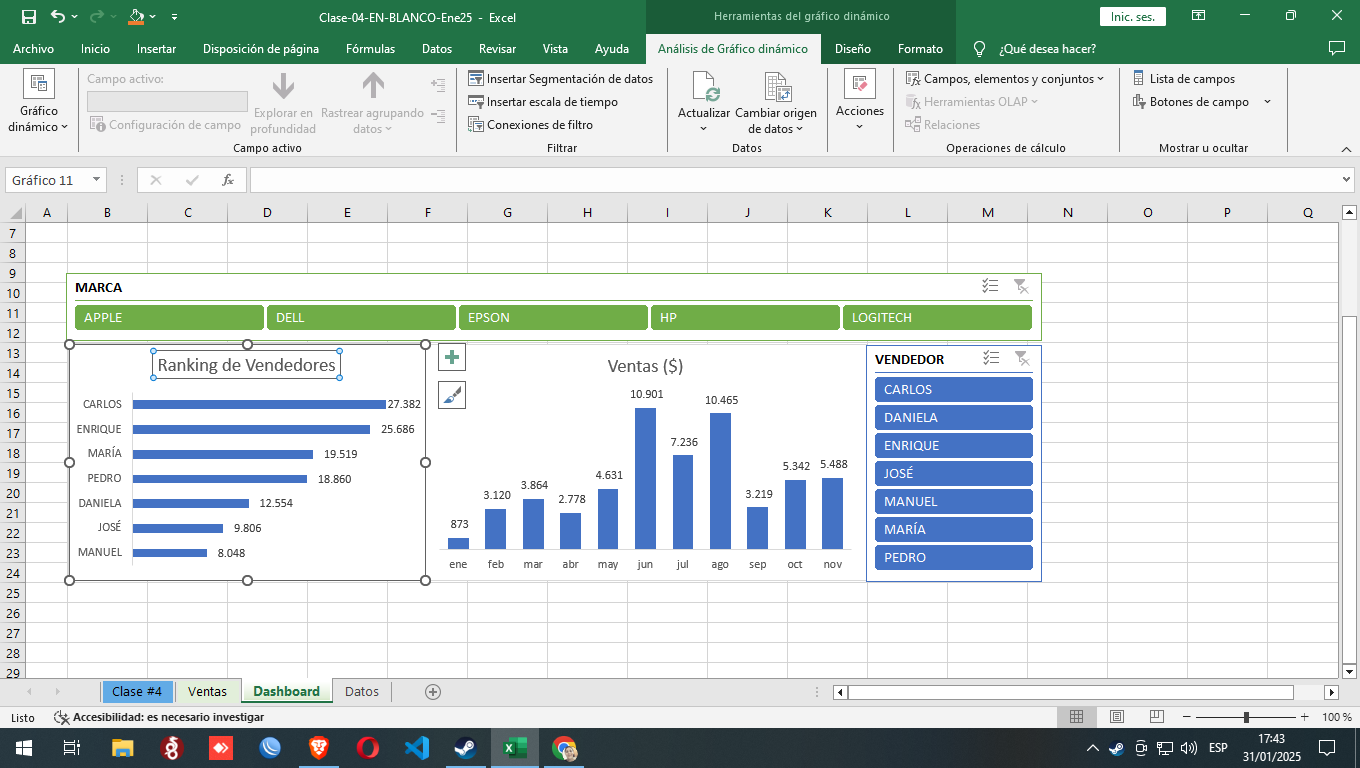 Clase-04-EN-BLANCO-Ene25 - Excel
Herramientas del gráfico dinámico
Inic. ses.
Archivo Inicio Insertar Disposición de página Fórmulas Datos Revisar Vista Ayuda Análisis de Gráfico dinámico Diseño Formato ¿Qué desea hacer?
Gráfico dinámico
Campo activo:
Configuración de campo
Explorar en profundidad
Rastrear agrupando datos
Campo activo
Insertar Segmentación de datos
Insertar escala de tiempo
Conexiones de filtro
Filtrar
Actualizar
Cambiar origen de datos
Datos
Acciones
Campos, elementos y conjuntos
Herramientas OLAP
Relaciones
Operaciones de cálculo
Lista de campos
Botones de campo
Mostrar u ocultar
Gráfico 11
fx
A B C D E F G H I J K L M N O P Q
7
8
9
10
11
12
13
14
15
16
17
18
19
20
21
22
23
24
25
26
27
28
29
MARCA
APPLE DELL EPSON HP LOGITECH
Ranking de Vendedores
CARLOS 27.382
ENRIQUE 25.686
MARÍA 19.519
PEDRO 18.860
DANIELA 12.554
JOSÉ 9.806
MANUEL 8.048
Ventas ($)
873 3.120 3.864 2.778 4.631 10.901 7.236 10.465 3.219 5.342 5.488
ene feb mar abr may jun jul ago sep oct nov
VENDEDOR
CARLOS
DANIELA
ENRIQUE
JOSÉ
MANUEL
MARÍA
PEDRO
Clase #4 Ventas Dashboard Datos
Listo Accesibilidad: es necesario investigar 100 %
ESP
17:43
31/01/2025